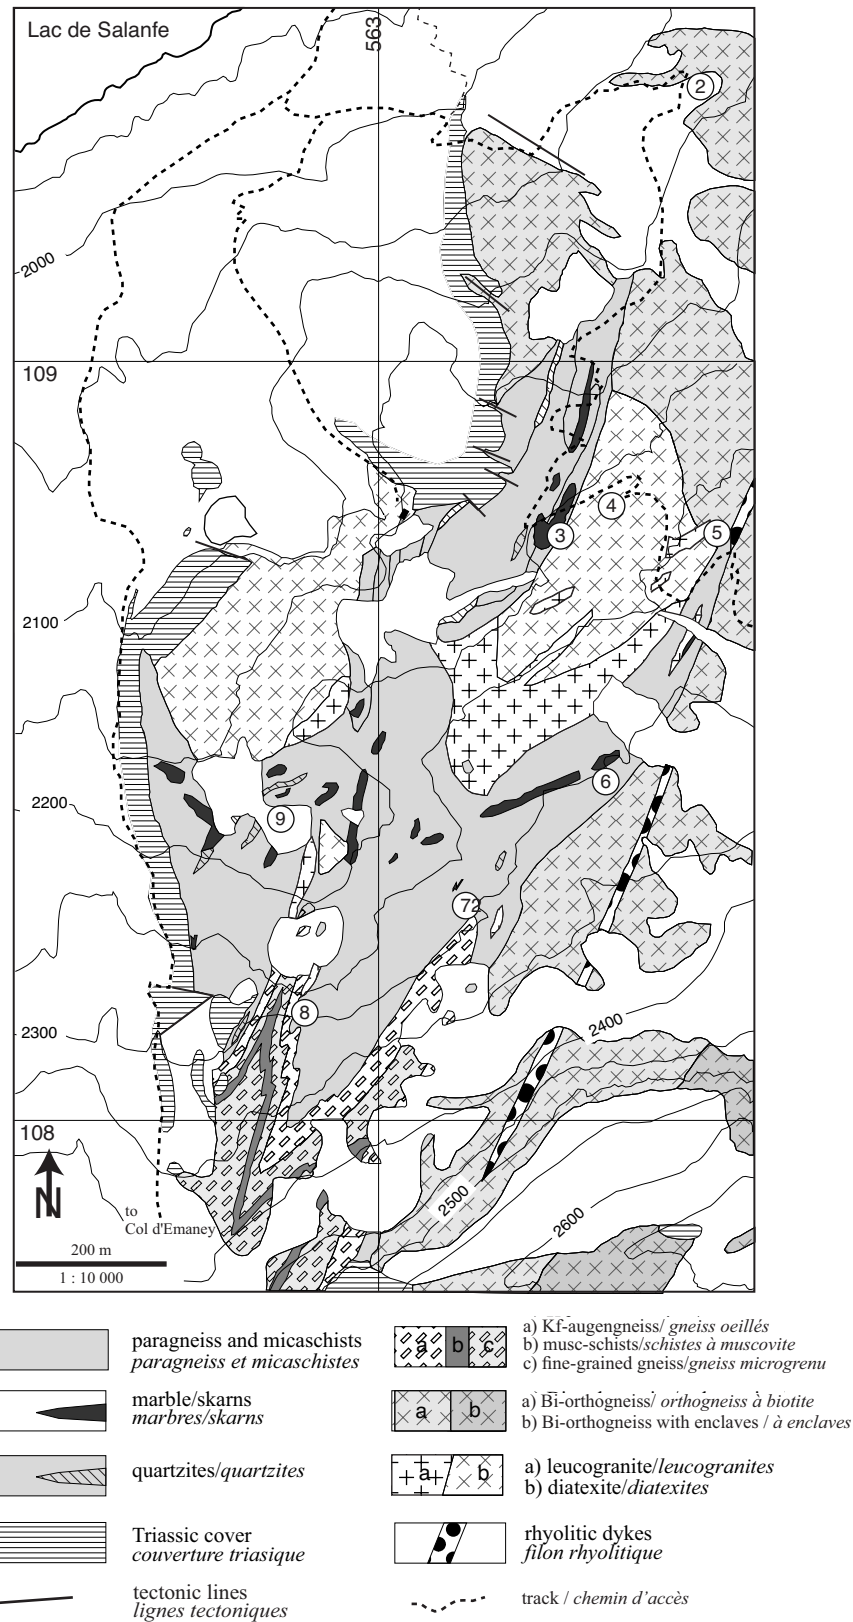 Lac de Salanfe
563
2
2000
109
4
3
5
2100
6
2200
9
72
8
2300
2400
108
N
2500
2600
to
Col d'Emaney
200 m
1 : 10 000
paragneiss and micaschists
paragneiss et micaschistes
marble/skarns
marbres/skarns
quartzites/quartzites
Triassic cover
couverture triasique
tectonic lines
lignes tectoniques
a b c
a) Kf-augengneiss/ gneiss oeillés
b) musc-schists/schistes à muscovite
c) fine-grained gneiss/gneiss microgrenu
a b
a) Bi-orthogneiss/ orthogneiss à biotite
b) Bi-orthogneiss with enclaves / à enclaves
a b
a) leucogranite/leucogranites
b) diatexite/diatexites
rhyolitic dykes
filon rhyolitique
track / chemin d'accès